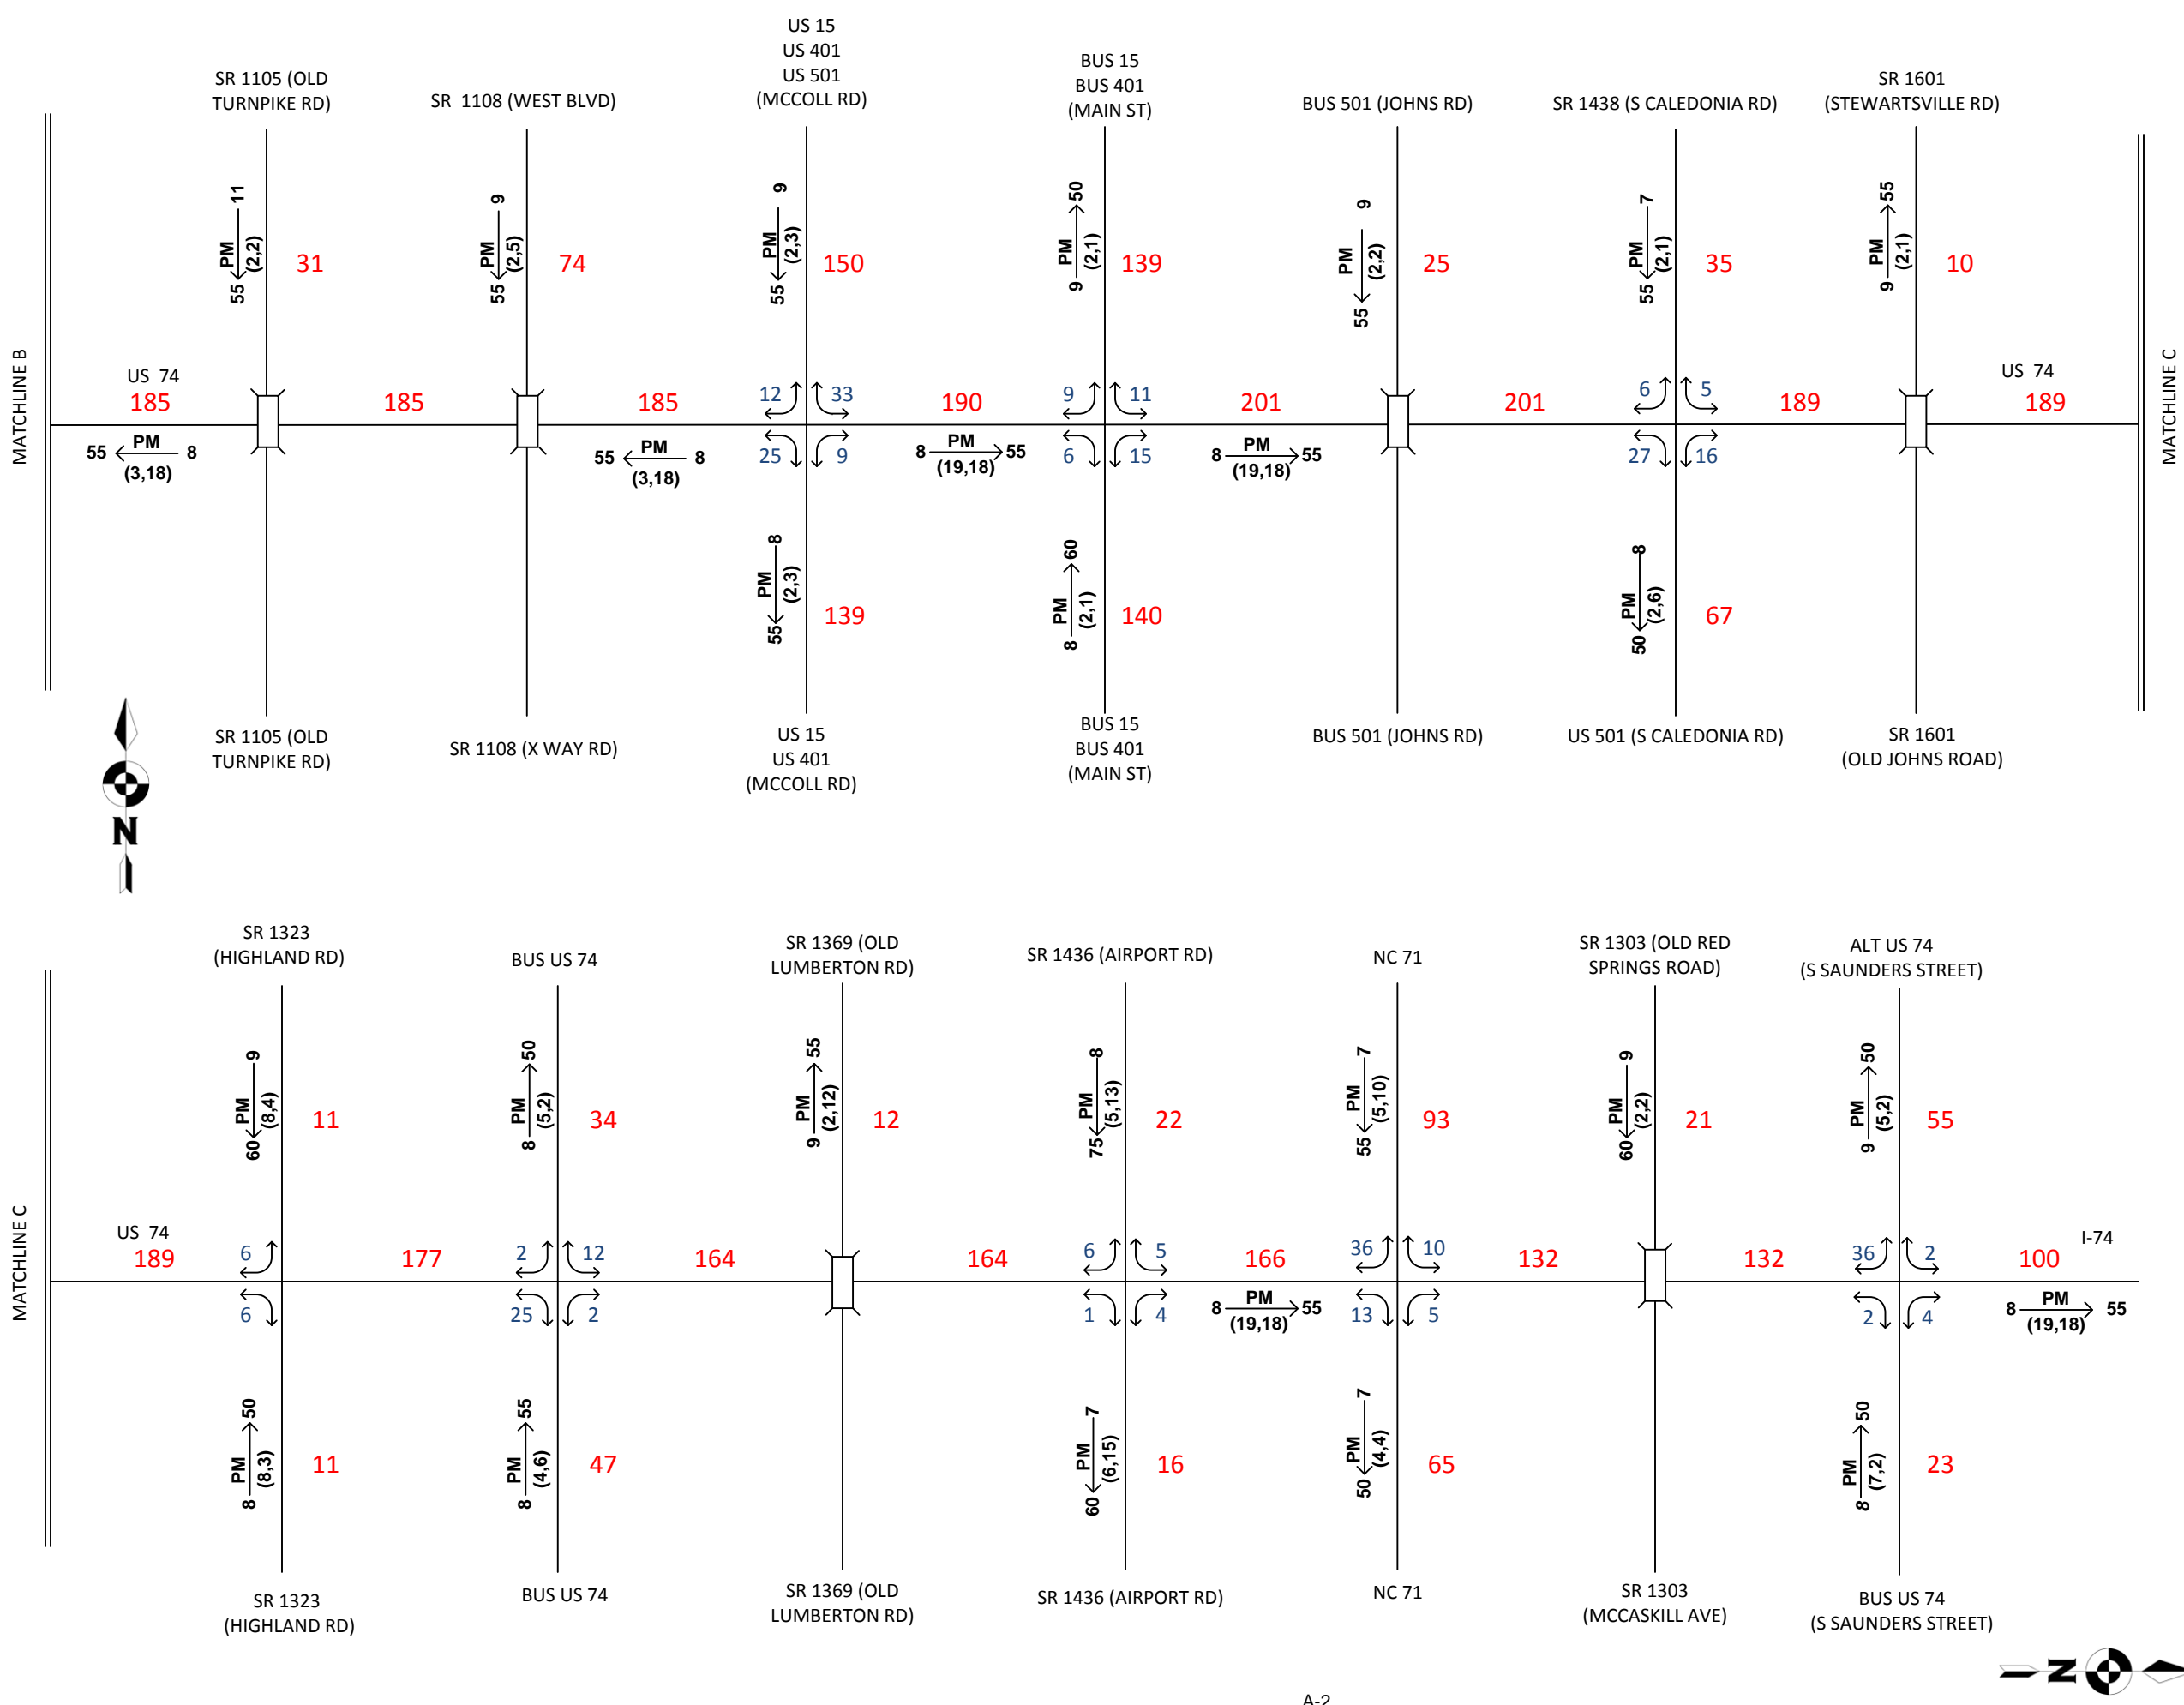 US 15
US 401
US 501
(MCCOLL RD)
BUS 15
BUS 401
(MAIN ST)
SR 1105 (OLD
TURNPIKE RD)
SR 1108 (WEST BLVD)
BUS 501 (JOHNS RD)
SR 1438 (S CALEDONIA RD)
SR 1601
(STEWARTSVILLE RD)
11 PM (2,2) 55
31
9 PM (2,5) 55
74
9 PM (2,3) 55
150
9 PM (2,1) 50
139
9 PM (2,2) 55
25
7 PM (2,1) 55
35
9 PM (2,1) 55
10
MATCHLINE B
US 74
185
185
185
12
33
190
9
11
201
201
6
5
189
US 74
189
MATCHLINE C
55 PM 8
(3,18)
55 PM 8
(3,18)
25
9
8 PM 55
(19,18)
6
15
8 PM 55
(19,18)
27
16
8 PM (2,3) 55
139
8 PM (2,1) 60
140
8 PM (2,6) 50
67
SR 1105 (OLD
TURNPIKE RD)
SR 1108 (X WAY RD)
US 15
US 401
(MCCOLL RD)
BUS 15
BUS 401
(MAIN ST)
BUS 501 (JOHNS RD)
US 501 (S CALEDONIA RD)
SR 1601
(OLD JOHNS ROAD)
N
SR 1323
(HIGHLAND RD)
BUS US 74
SR 1369 (OLD
LUMBERTON RD)
SR 1436 (AIRPORT RD)
NC 71
SR 1303 (OLD RED
SPRINGS ROAD)
ALT US 74
(S SAUNDERS STREET)
9 PM (8,4) 60
11
8 PM (5,2) 50
34
9 PM (2,12) 55
12
8 PM (5,13) 75
22
7 PM (5,10) 55
93
9 PM (2,2) 60
21
9 PM (5,2) 50
55
MATCHLINE C
US 74
189
6
177
2
12
164
164
6
5
166
36
10
132
132
36
2
100
I-74
6
25
2
1
4
8 PM 55
(19,18)
13
5
2
4
8 PM 55
(19,18)
8 PM (8,3) 50
11
8 PM (4,6) 55
47
7 PM (6,15) 60
16
7 PM (4,4) 50
65
8 PM (7,2) 50
23
SR 1323
(HIGHLAND RD)
BUS US 74
SR 1369 (OLD
LUMBERTON RD)
SR 1436 (AIRPORT RD)
NC 71
SR 1303
(MCCASKILL AVE)
BUS US 74
(S SAUNDERS STREET)
N
A-2